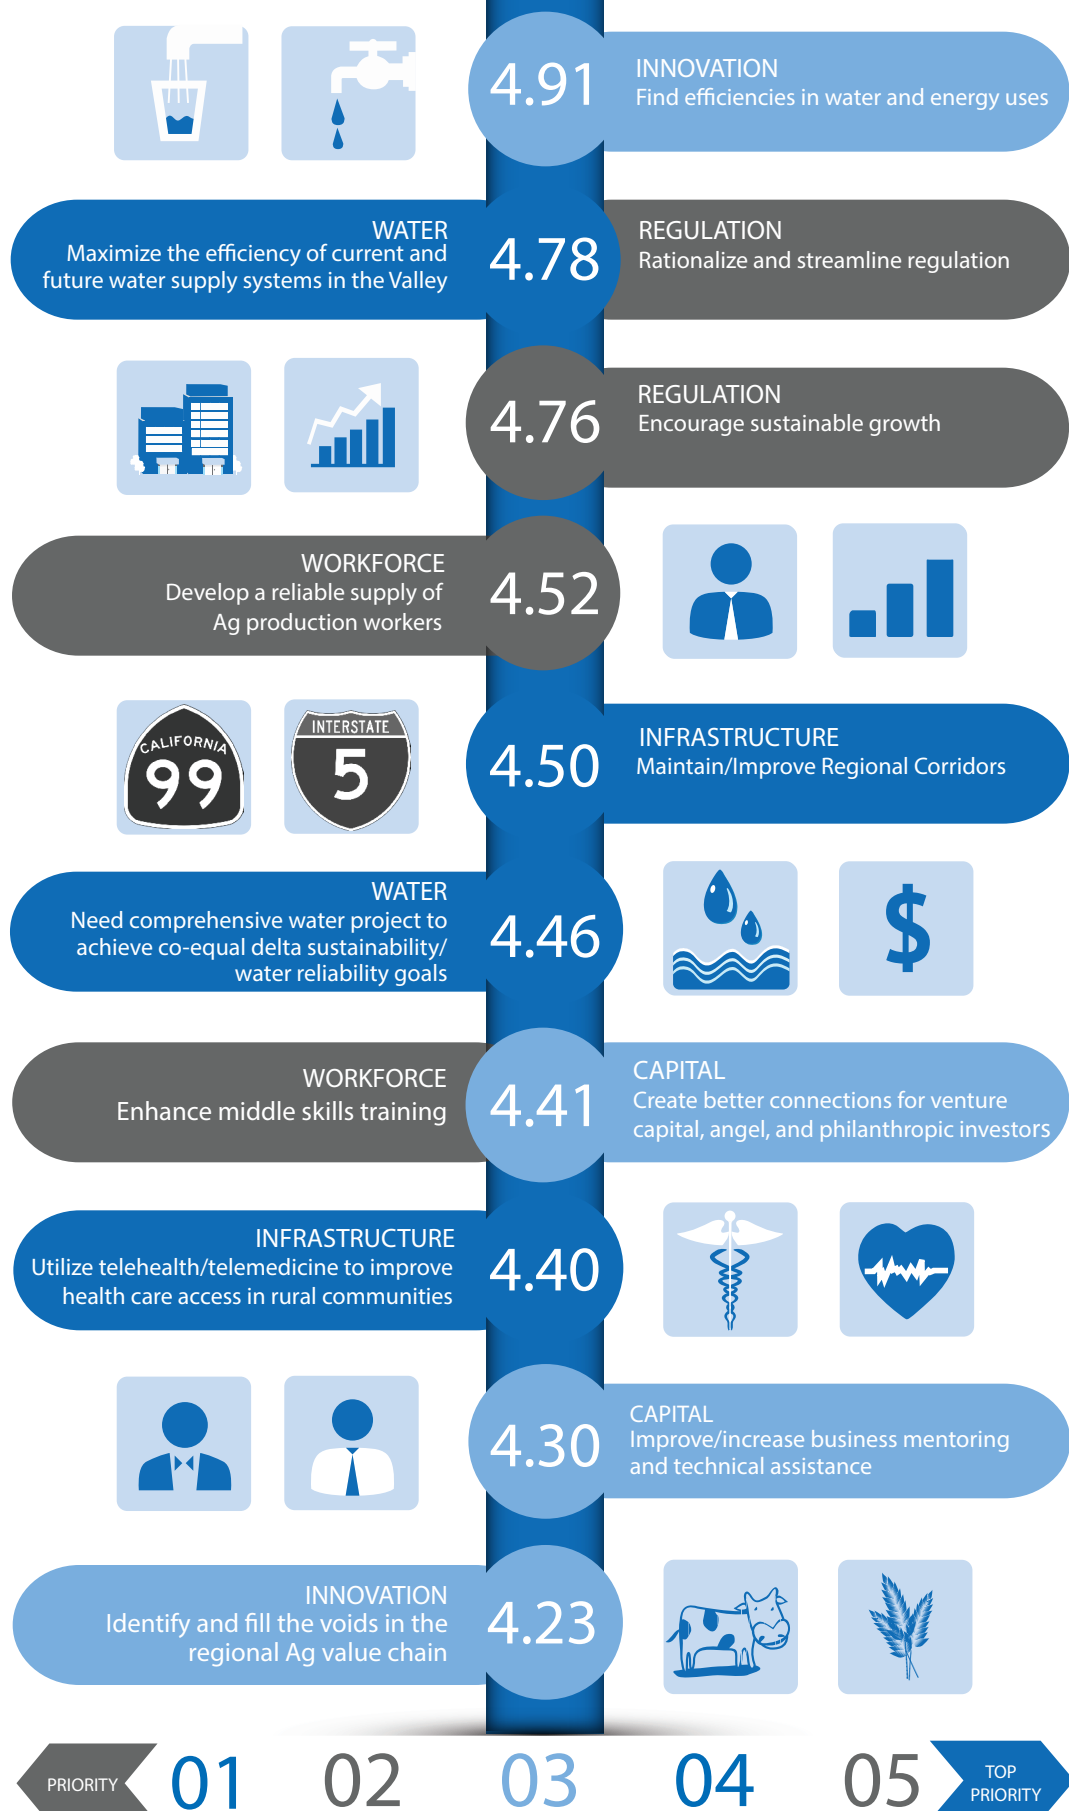 4.91
INNOVATION
Find efficiencies in water and energy uses
WATER
Maximize the efficiency of current and
future water supply systems in the Valley
4.78
REGULATION
Rationalize and streamline regulation
4.76
REGULATION
Encourage sustainable growth
WORKFORCE
Develop a reliable supply of
Ag production workers
4.52
CALIFORNIA
99
INTERSTATE
5
4.50
INFRASTRUCTURE
Maintain/Improve Regional Corridors
WATER
Need comprehensive water project to
achieve co-equal delta sustainability/
water reliability goals
4.46
$
WORKFORCE
Enhance middle skills training
4.41
CAPITAL
Create better connections for venture
capital, angel, and philanthropic investors
INFRASTRUCTURE
Utilize telehealth/telemedicine to improve
health care access in rural communities
4.40
4.30
CAPITAL
Improve/increase business mentoring
and technical assistance
INNOVATION
Identify and fill the voids in the
regional Ag value chain
4.23
PRIORITY 01 02 03 04 05 TOP
PRIORITY